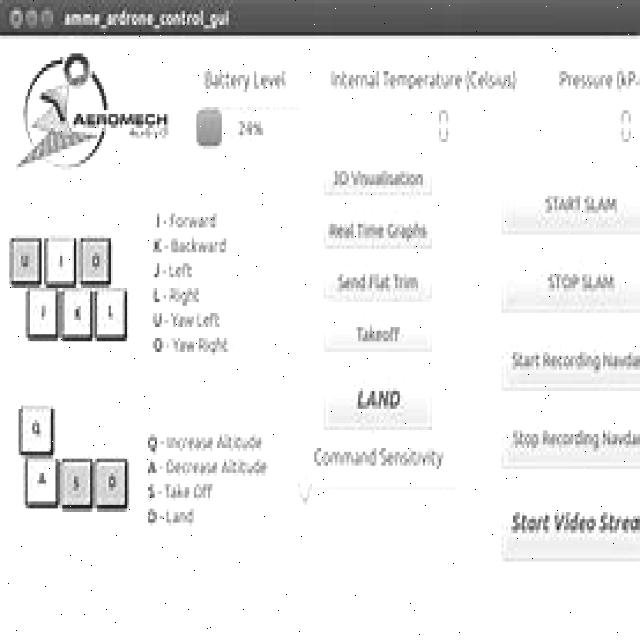 amme_ardrone_control_gui
Battery Level
Internal Temperature (Celsius)
Pressure (kP
AEROMECH
24%
0
0
3D Visualisation
START SLAM
I - Forward
K - Backward
J - Left
L - Right
U - Yaw Left
O - Yaw Right
U I O
J K L
Real Time Graphs
Send Flat Trim
STOP SLAM
Takeoff
Start Recording Navda
LAND
Q
A S D
Q - Increase Altitude
A - Decrease Altitude
S - Take Off
D - Land
Command Sensitivity
Stop Recording Navda
Start Video Strea